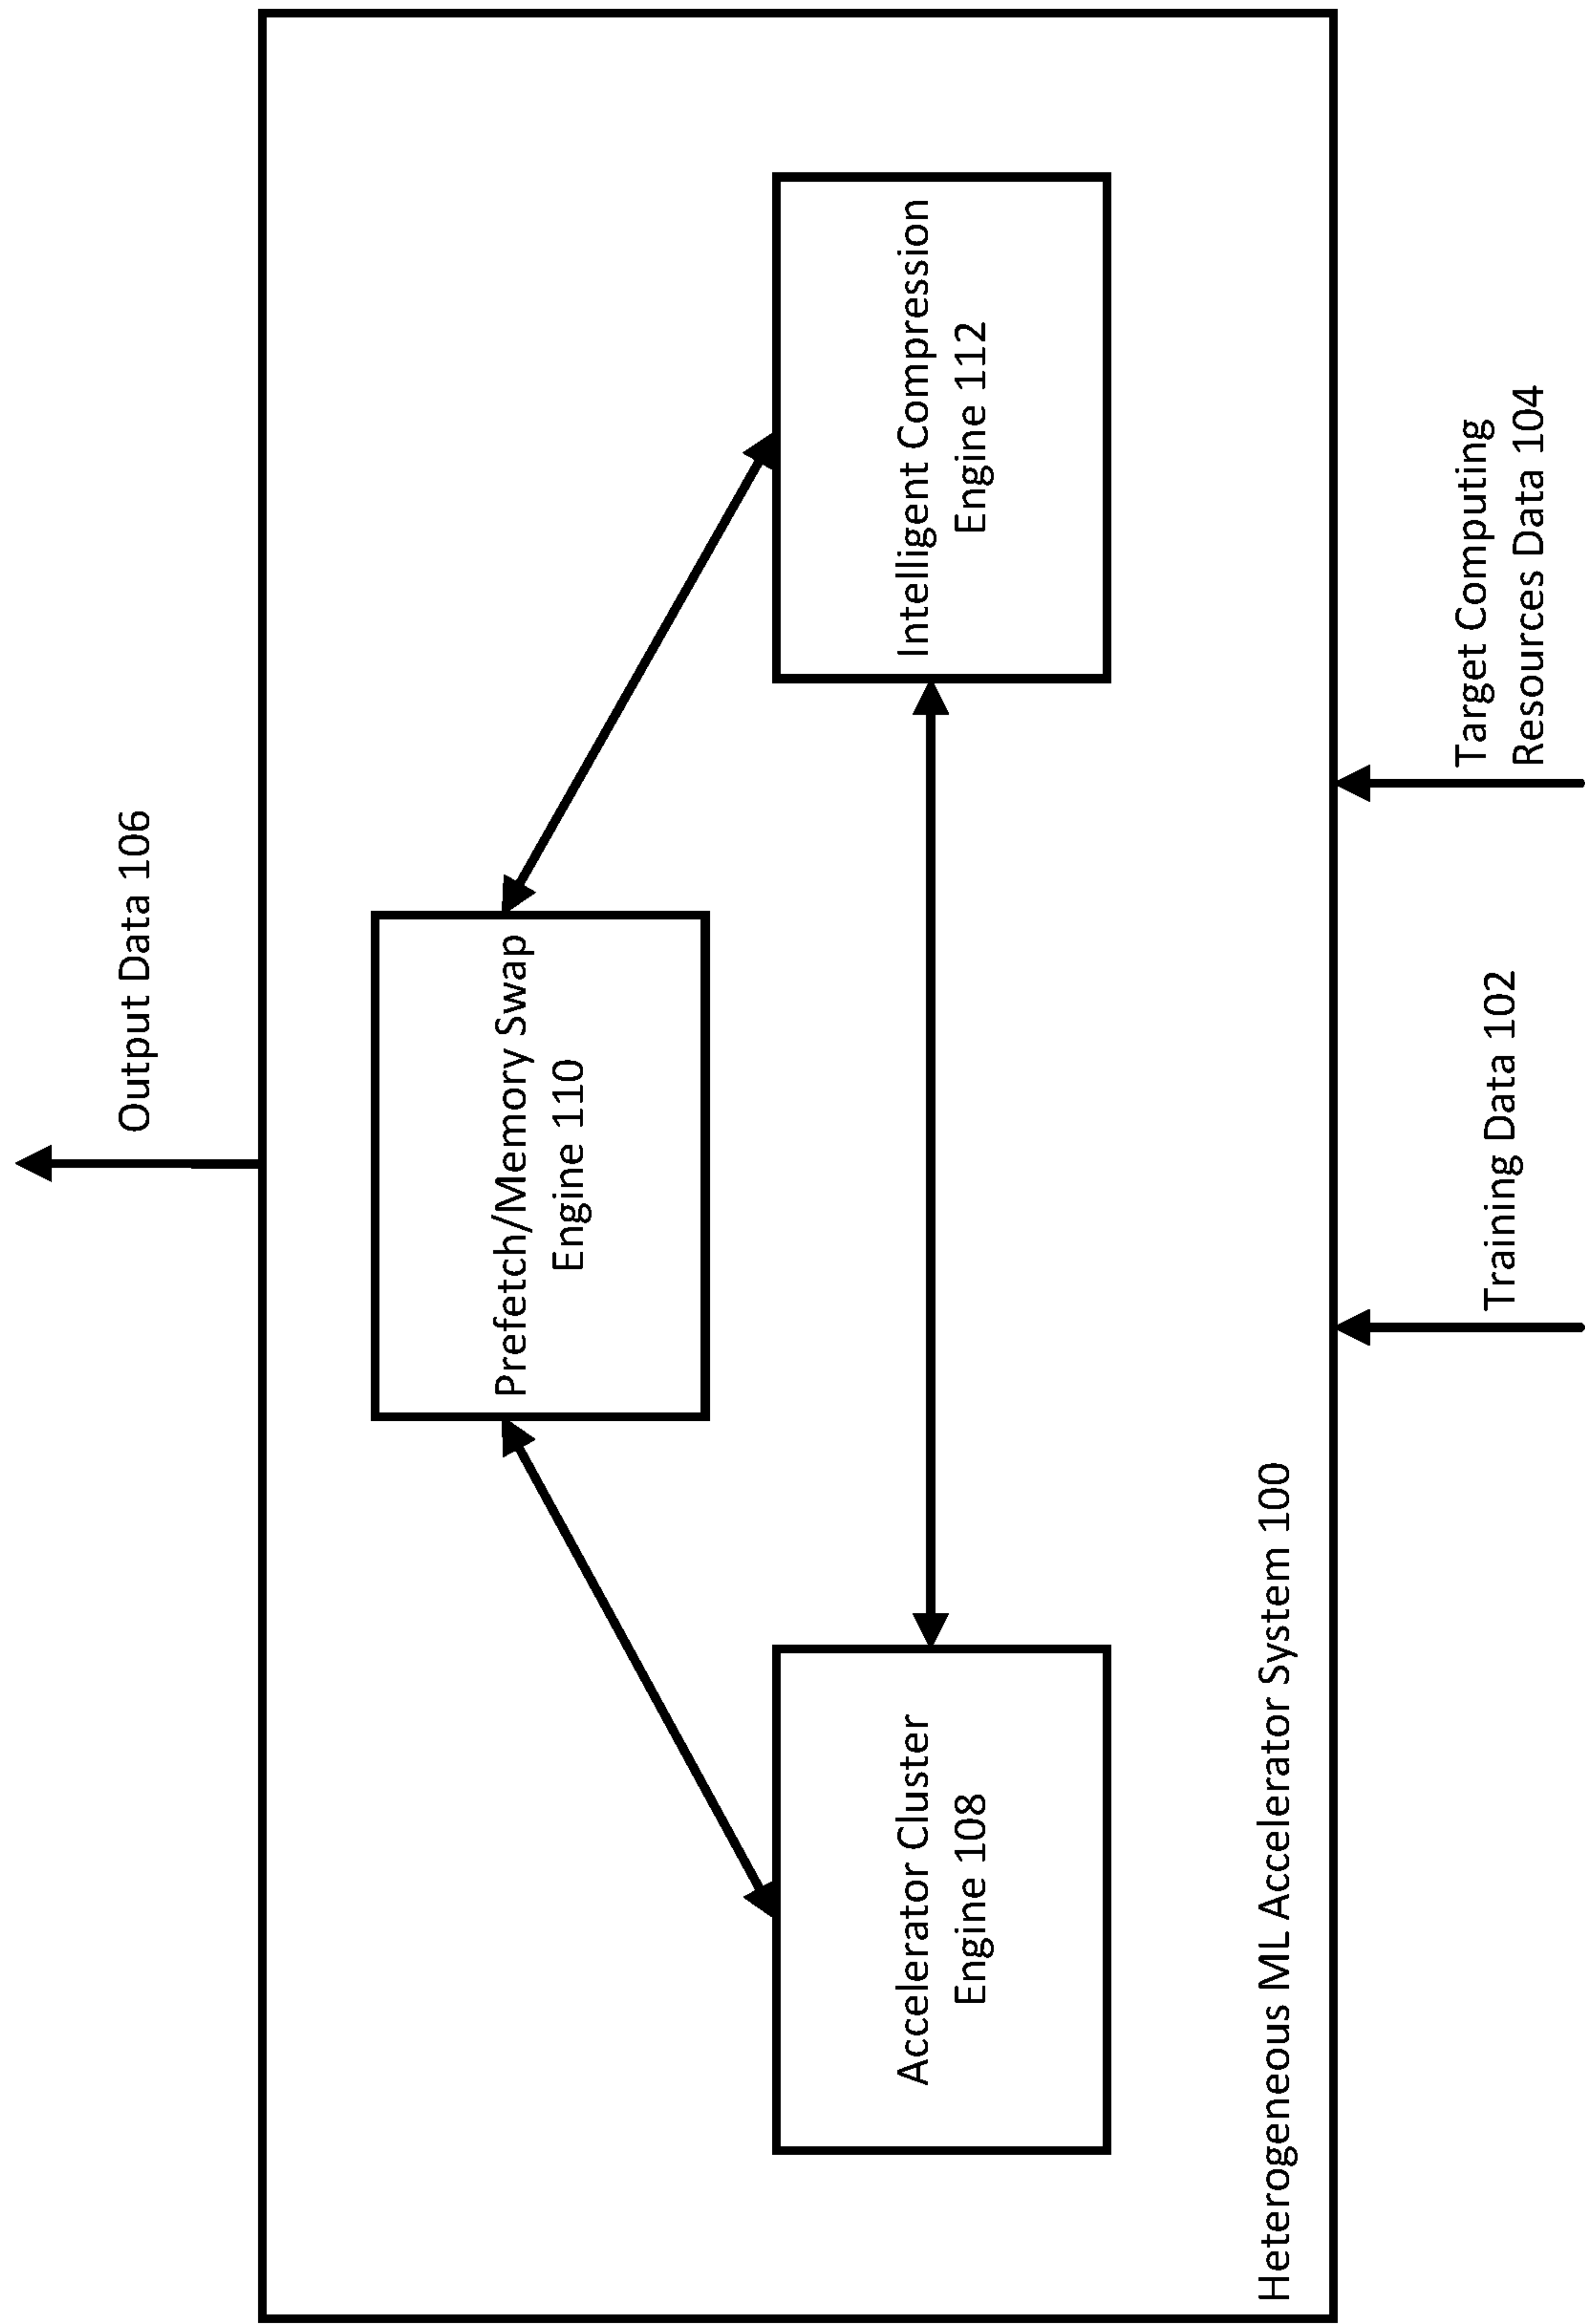 Output Data 106
Prefetch/Memory Swap
Engine 110
Accelerator Cluster
Engine 108
Intelligent Compression
Engine 112
Heterogeneous ML Accelerator System 100
Training Data 102
Target Computing
Resources Data 104